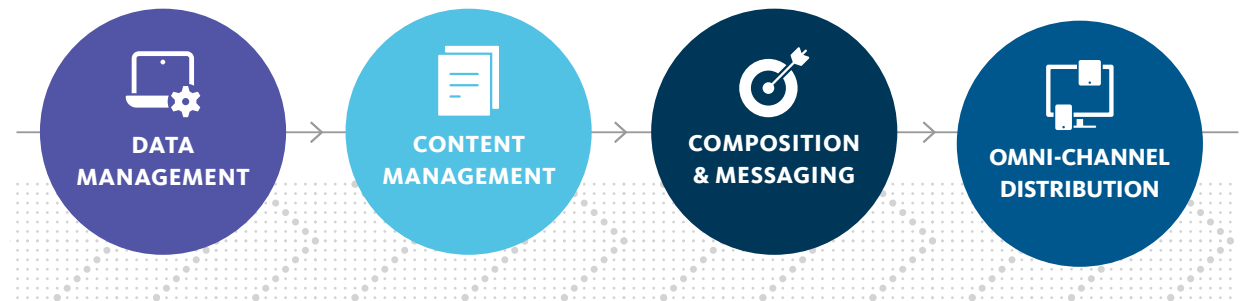 DATA
MANAGEMENT
CONTENT
MANAGEMENT
COMPOSITION
& MESSAGING
OMNI-CHANNEL
DISTRIBUTION